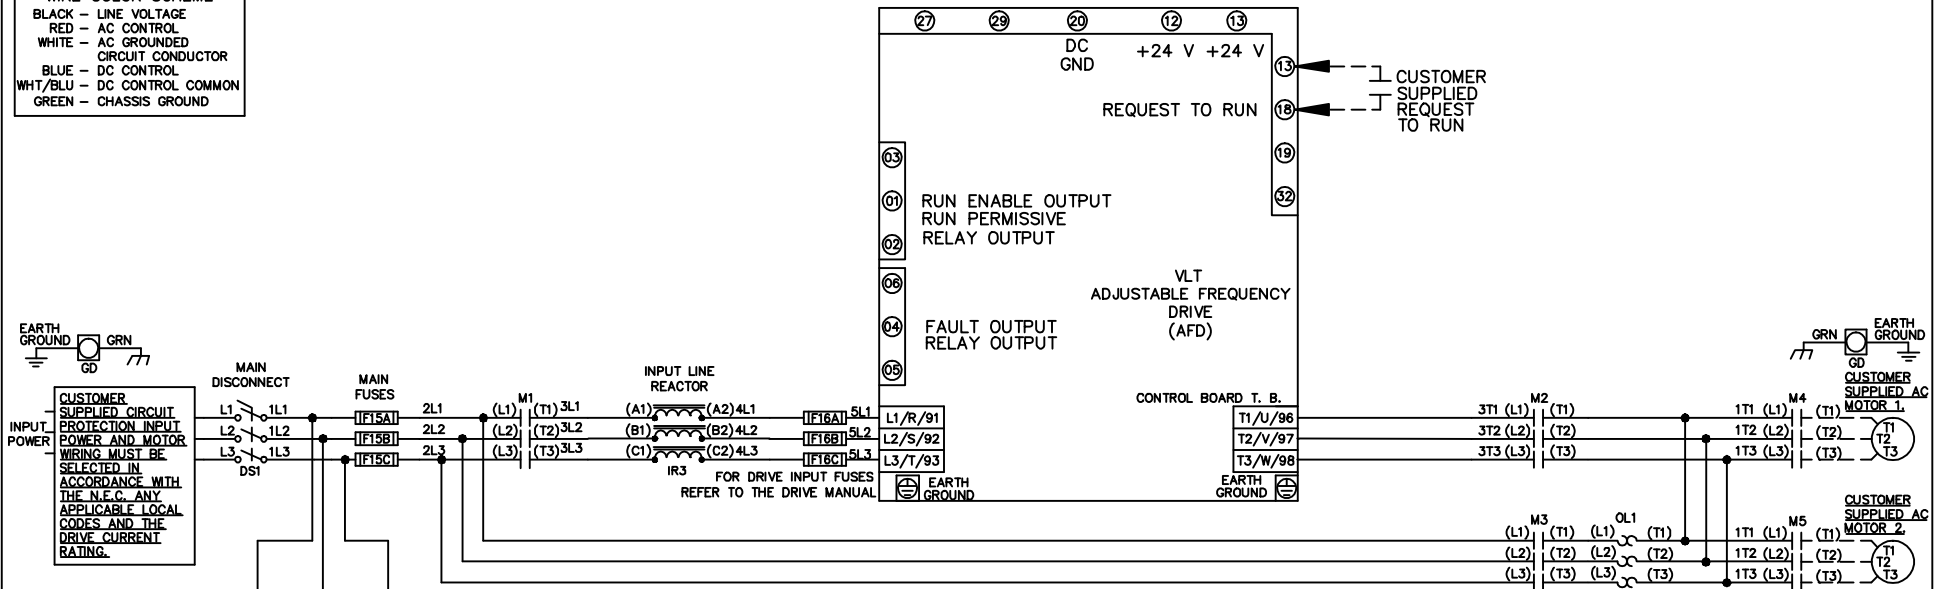 BLACK – LINE VOLTAGE
RED – AC CONTROL
WHITE – AC GROUNDED
CIRCUIT CONDUCTOR
BLUE – DC CONTROL
WHT/BLU – DC CONTROL COMMON
GREEN – CHASSIS GROUND
27 29 20 12 13
DC
GND
+24 V +24 V
13
REQUEST TO RUN 18
19
32
CUSTOMER
SUPPLIED
REQUEST
TO RUN
03
01
02
RUN ENABLE OUTPUT
RUN PERMISSIVE
RELAY OUTPUT
06
04
05
FAULT OUTPUT
RELAY OUTPUT
VLT
ADJUSTABLE FREQUENCY
DRIVE
(AFD)
CONTROL BOARD T. B.
EARTH
GROUND
GRN
GD
INPUT
POWER
CUSTOMER
SUPPLIED CIRCUIT
PROTECTION INPUT
POWER AND MOTOR
WIRING MUST BE
SELECTED IN
ACCORDANCE WITH
THE N.E.C. ANY
APPLICABLE LOCAL
CODES AND THE
DRIVE CURRENT
RATING.
MAIN
DISCONNECT
L1 1L1
L2 1L2
L3 1L3
DS1
MAIN
FUSES
F15A 2L1
F15B 2L2
F15C 2L3
M1
(L1) (T1) 3L1
(L2) (T2) 3L2
(L3) (T3) 3L3
INPUT LINE
REACTOR
(A1) (A2) 4L1
(B1) (B2) 4L2
(C1) (C2) 4L3
IR3
F16A 5L1
F16B 5L2
F16C 5L3
FOR DRIVE INPUT FUSES
REFER TO THE DRIVE MANUAL
L1/R/91
L2/S/92
L3/T/93
EARTH
GROUND
T1/U/96
T2/V/97
T3/W/98
EARTH
GROUND
M2
3T1 (L1) (T1)
3T2 (L2) (T2)
3T3 (L3) (T3)
M4
1T1 (L1) (T1)
1T2 (L2) (T2)
1T3 (L3) (T3)
GRN
GD
EARTH
GROUND
CUSTOMER
SUPPLIED AC
MOTOR 1.
T1
T2
T3
M3
(L1) (T1)
(L2) (T2)
(L3) (T3)
OL1
(L1) (T1)
(L2) (T2)
(L3) (T3)
M5
1T1 (L1) (T1)
1T2 (L2) (T2)
1T3 (L3) (T3)
CUSTOMER
SUPPLIED AC
MOTOR 2.
T1
T2
T3